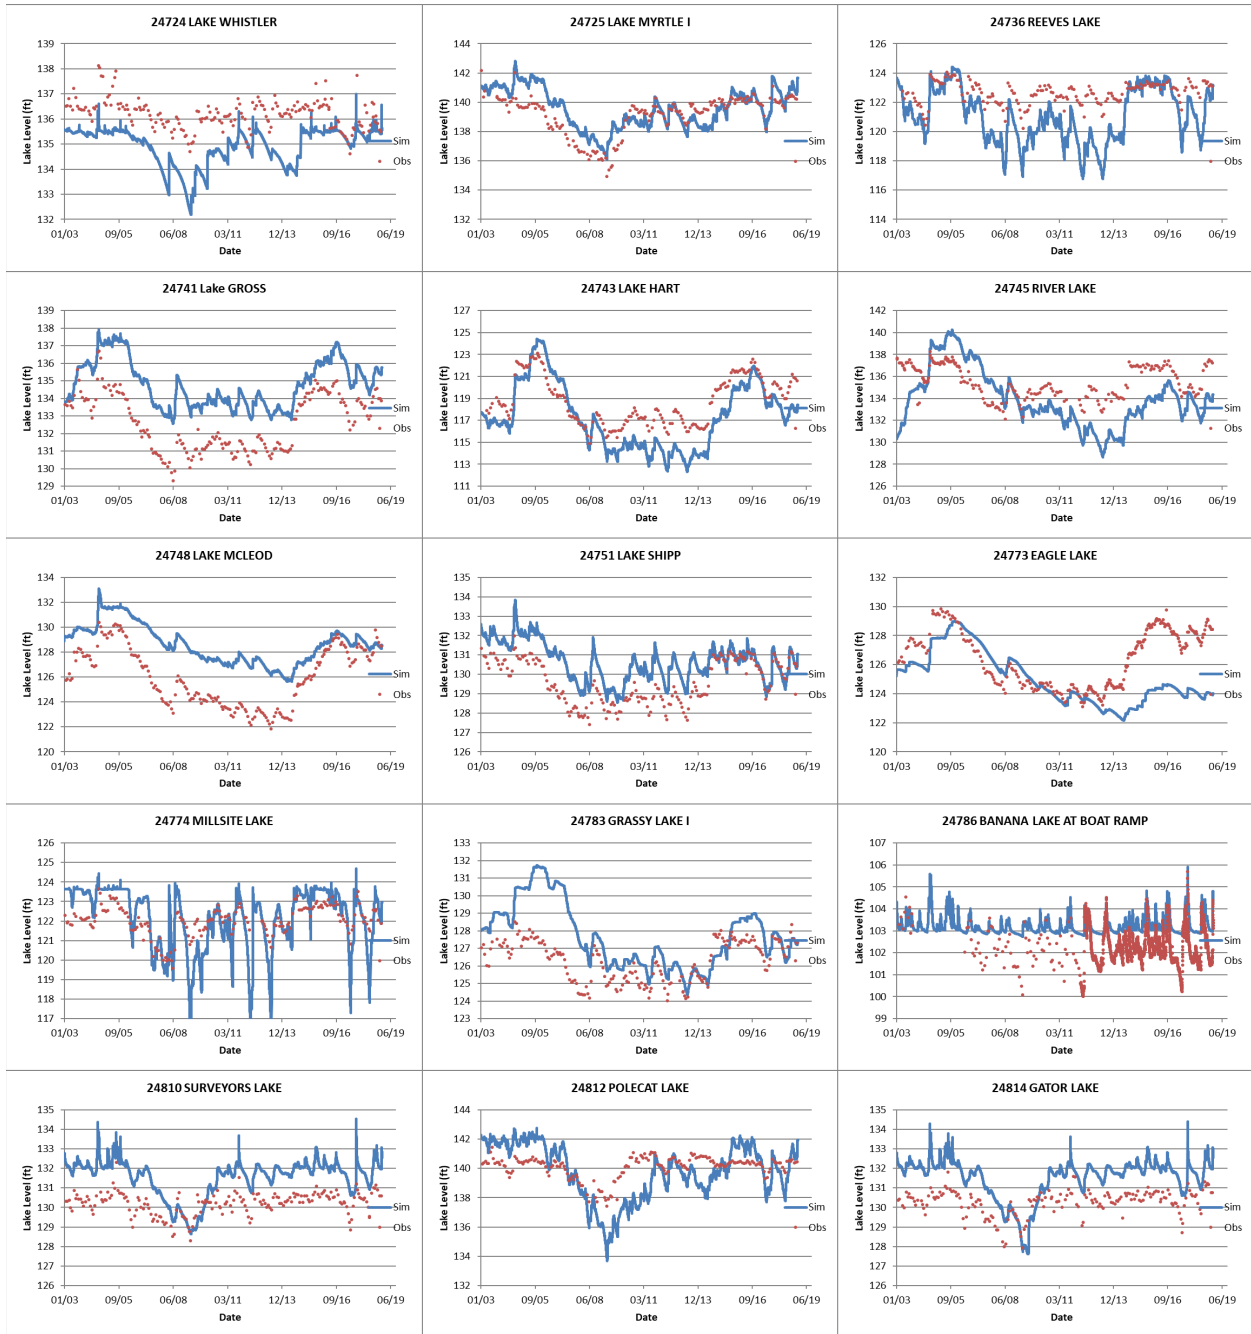 24724 LAKE WHISTLER
139
138
137
136
135
134
133
132
Lake Level (ft)
01/03 09/05 06/08 03/11 12/13 09/16 06/19
Date
Sim
Obs
24725 LAKE MYRTLE I
144
142
140
138
136
134
132
Lake Level (ft)
01/03 09/05 06/08 03/11 12/13 09/16 06/19
Date
Sim
Obs
24736 REEVES LAKE
126
124
122
120
118
116
114
Lake Level (ft)
01/03 09/05 06/08 03/11 12/13 09/16 06/19
Date
Sim
Obs
24741 Lake GROSS
139
138
137
136
135
134
133
132
131
130
129
Lake Level (ft)
01/03 09/05 06/08 03/11 12/13 09/16 06/19
Date
Sim
Obs
24743 LAKE HART
127
125
123
121
119
117
115
113
111
Lake Level (ft)
01/03 09/05 06/08 03/11 12/13 09/16 06/19
Date
Sim
Obs
24745 RIVER LAKE
142
140
138
136
134
132
130
128
126
Lake Level (ft)
01/03 09/05 06/08 03/11 12/13 09/16 06/19
Date
Sim
Obs
24748 LAKE MCLEOD
134
132
130
128
126
124
122
120
Lake Level (ft)
01/03 09/05 06/08 03/11 12/13 09/16 06/19
Date
Sim
Obs
24751 LAKE SHIPP
135
134
133
132
131
130
129
128
127
126
Lake Level (ft)
01/03 09/05 06/08 03/11 12/13 09/16 06/19
Date
Sim
Obs
24773 EAGLE LAKE
132
130
128
126
124
122
120
Lake Level (ft)
01/03 09/05 06/08 03/11 12/13 09/16 06/19
Date
Sim
Obs
24774 MILLSITE LAKE
126
125
124
123
122
121
120
119
118
117
Lake Level (ft)
01/03 09/05 06/08 03/11 12/13 09/16 06/19
Date
Sim
Obs
24783 GRASSY LAKE I
133
132
131
130
129
128
127
126
125
124
123
Lake Level (ft)
01/03 09/05 06/08 03/11 12/13 09/16 06/19
Date
Sim
Obs
24786 BANANA LAKE AT BOAT RAMP
107
106
105
104
103
102
101
100
99
Lake Level (ft)
01/03 09/05 06/08 03/11 12/13 09/16 06/19
Date
Sim
Obs
24810 SURVEYORS LAKE
135
134
133
132
131
130
129
128
127
126
Lake Level (ft)
01/03 09/05 06/08 03/11 12/13 09/16 06/19
Date
Sim
Obs
24812 POLECAT LAKE
144
142
140
138
136
134
132
Lake Level (ft)
01/03 09/05 06/08 03/11 12/13 09/16 06/19
Date
Sim
Obs
24814 GATOR LAKE
135
134
133
132
131
130
129
128
127
126
Lake Level (ft)
01/03 09/05 06/08 03/11 12/13 09/16 06/19
Date
Sim
Obs